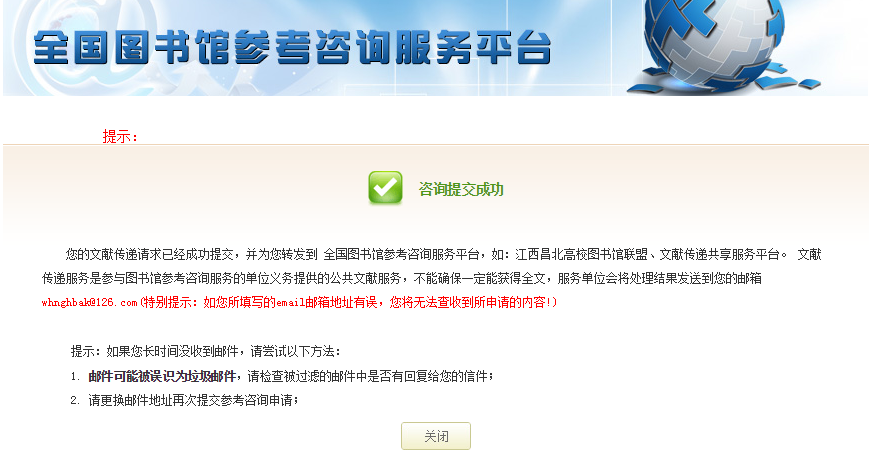 全国图书馆参考咨询服务平台
提示：
咨询提交成功
您的文献传递请求已经成功提交，并为您转发到 全国图书馆参考咨询服务平台，如：江西昌北高校图书馆联盟、文献传递共享服务平台。 文献
传递服务是参与图书馆参考咨询服务的单位义务提供的公共文献服务，不能确保一定能获得全文，服务单位会将处理结果发送到您的邮箱
whnghbak@126.com(特别提示：如您所填写的email邮箱地址有误，您将无法查收到所申请的内容!)
提示：如果您长时间没收到邮件，请尝试以下方法：
1. 邮件可能被误识为垃圾邮件，请检查被过滤的邮件中是否有回复给您的信件；
2. 请更换邮件地址再次提交参考咨询申请；
关闭